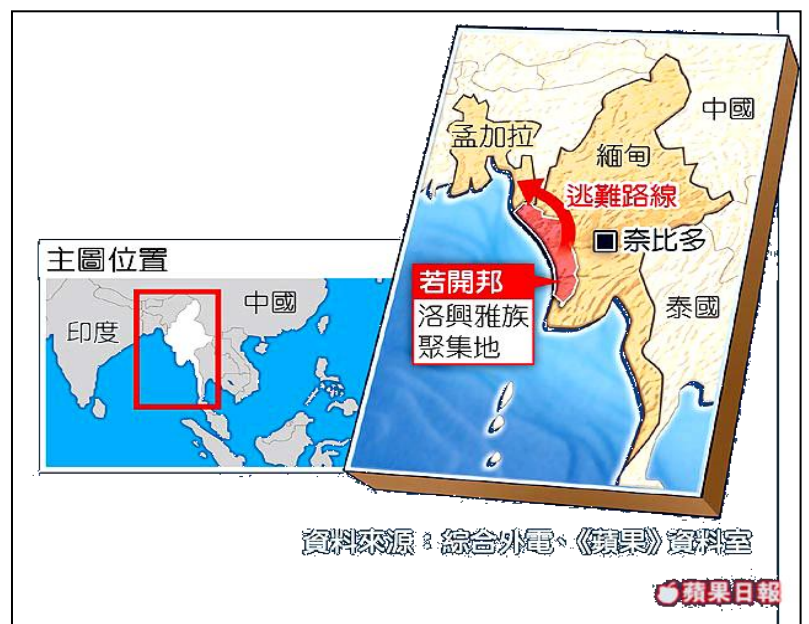 主圖位置
印度
中國
孟加拉
緬甸
中國
逃難路線
奈比多
若開邦
洛興雅族
聚集地
泰國
資料來源：綜合外電、《蘋果》資料室
蘋果日報